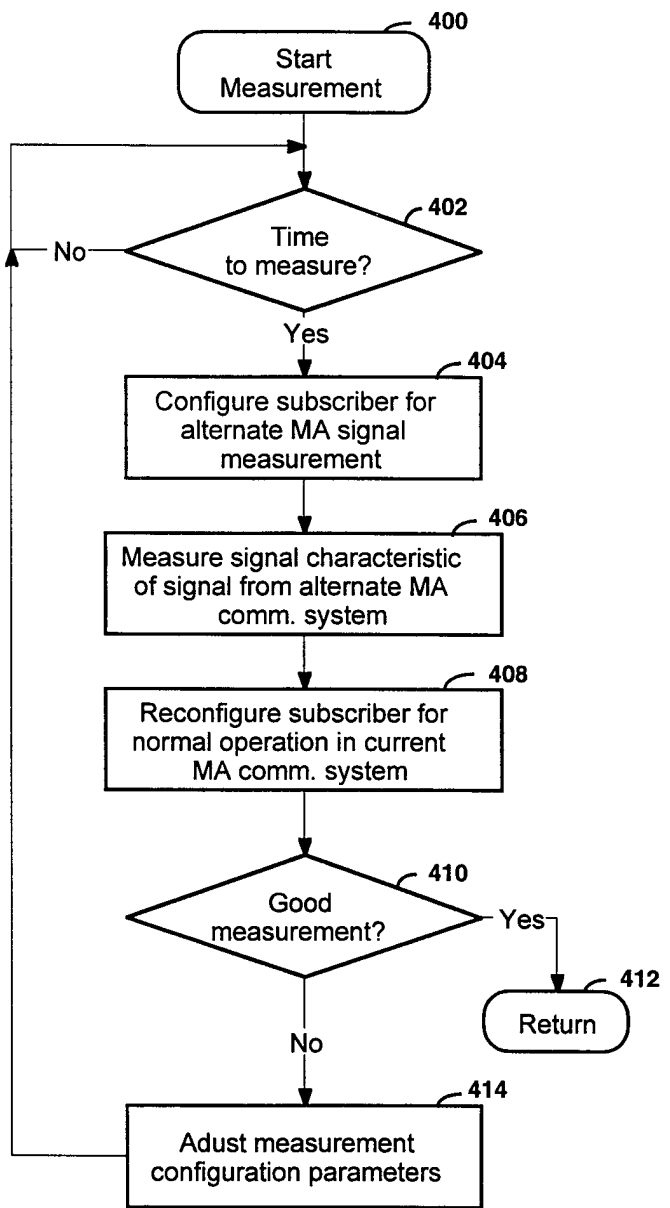 400
Start
Measurement
402
Time
to measure?
No
Yes
404
Configure subscriber for
alternate MA signal
measurement
406
Measure signal characteristic
of signal from alternate MA
comm. system
408
Reconfigure subscriber for
normal operation in current
MA comm. system
410
Good
measurement?
Yes
412
Return
No
414
Adust measurement
configuration parameters